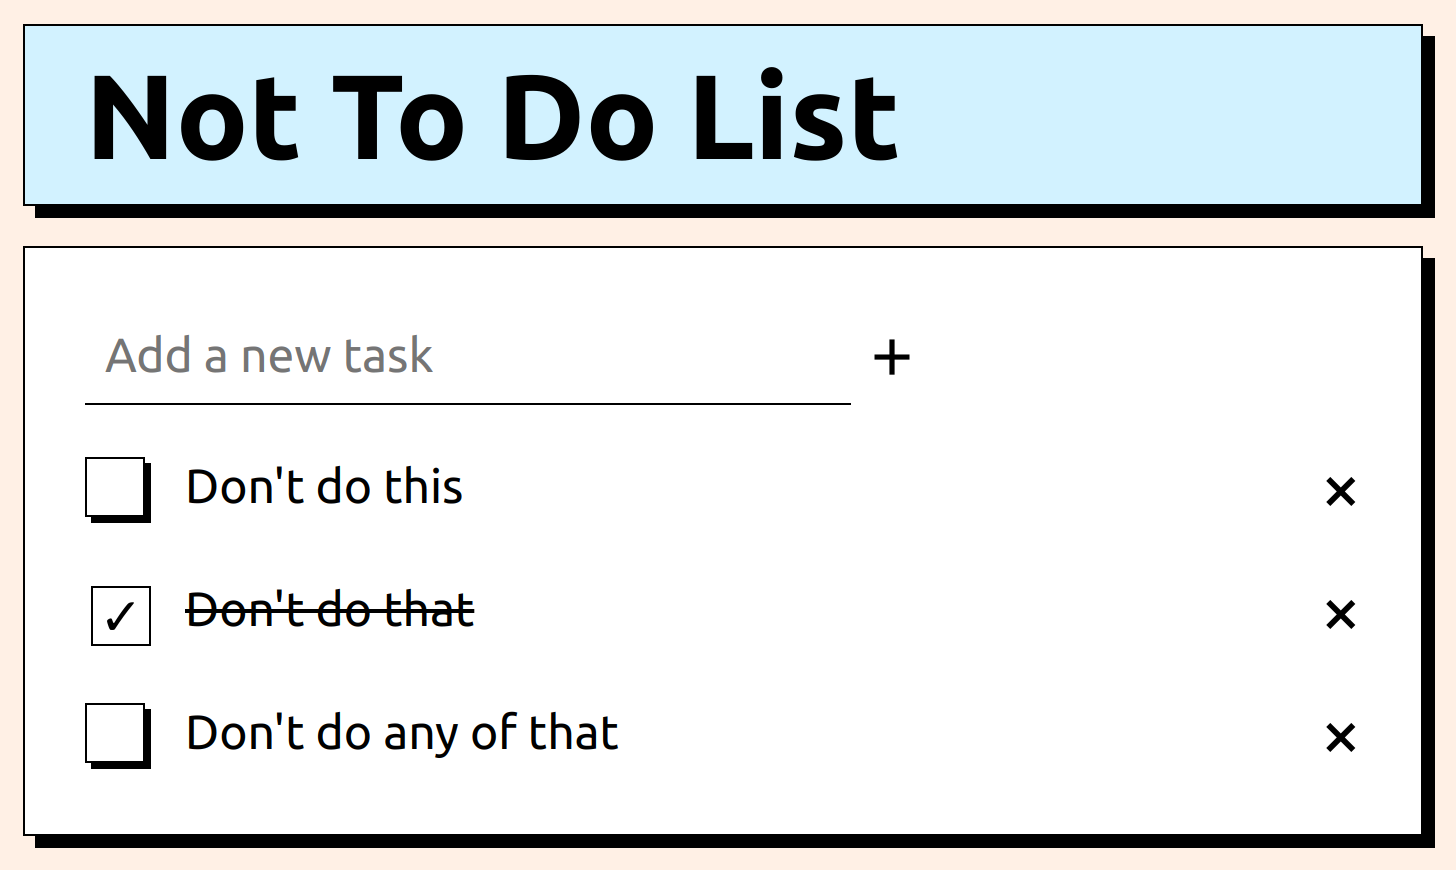 Not To Do List
Add a new task
Don't do this
Don't do that
Don't do any of that